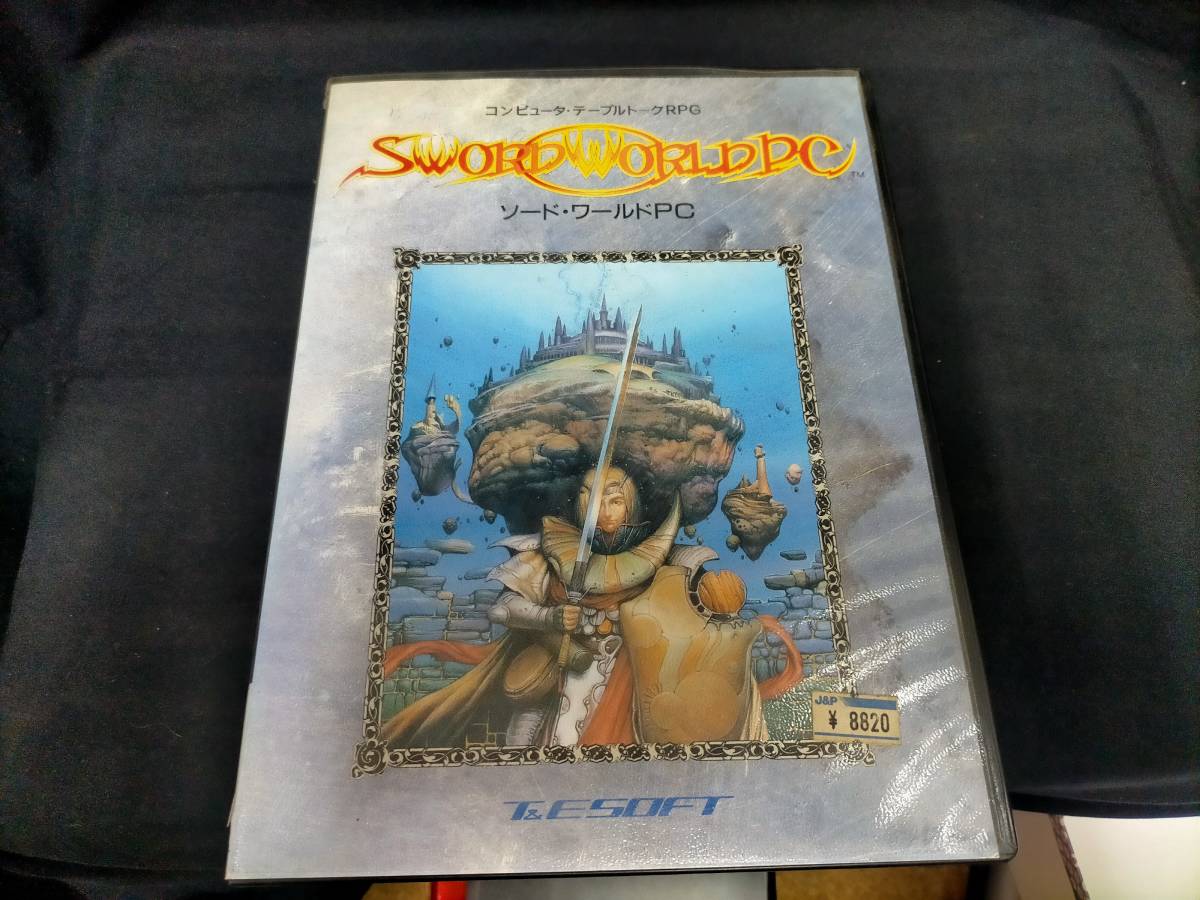 コンピュータ・テーブルトークRPG
SWORD WORLD PC
TM
ソード・ワールドPC
J&P
¥ 8820
T&E SOFT